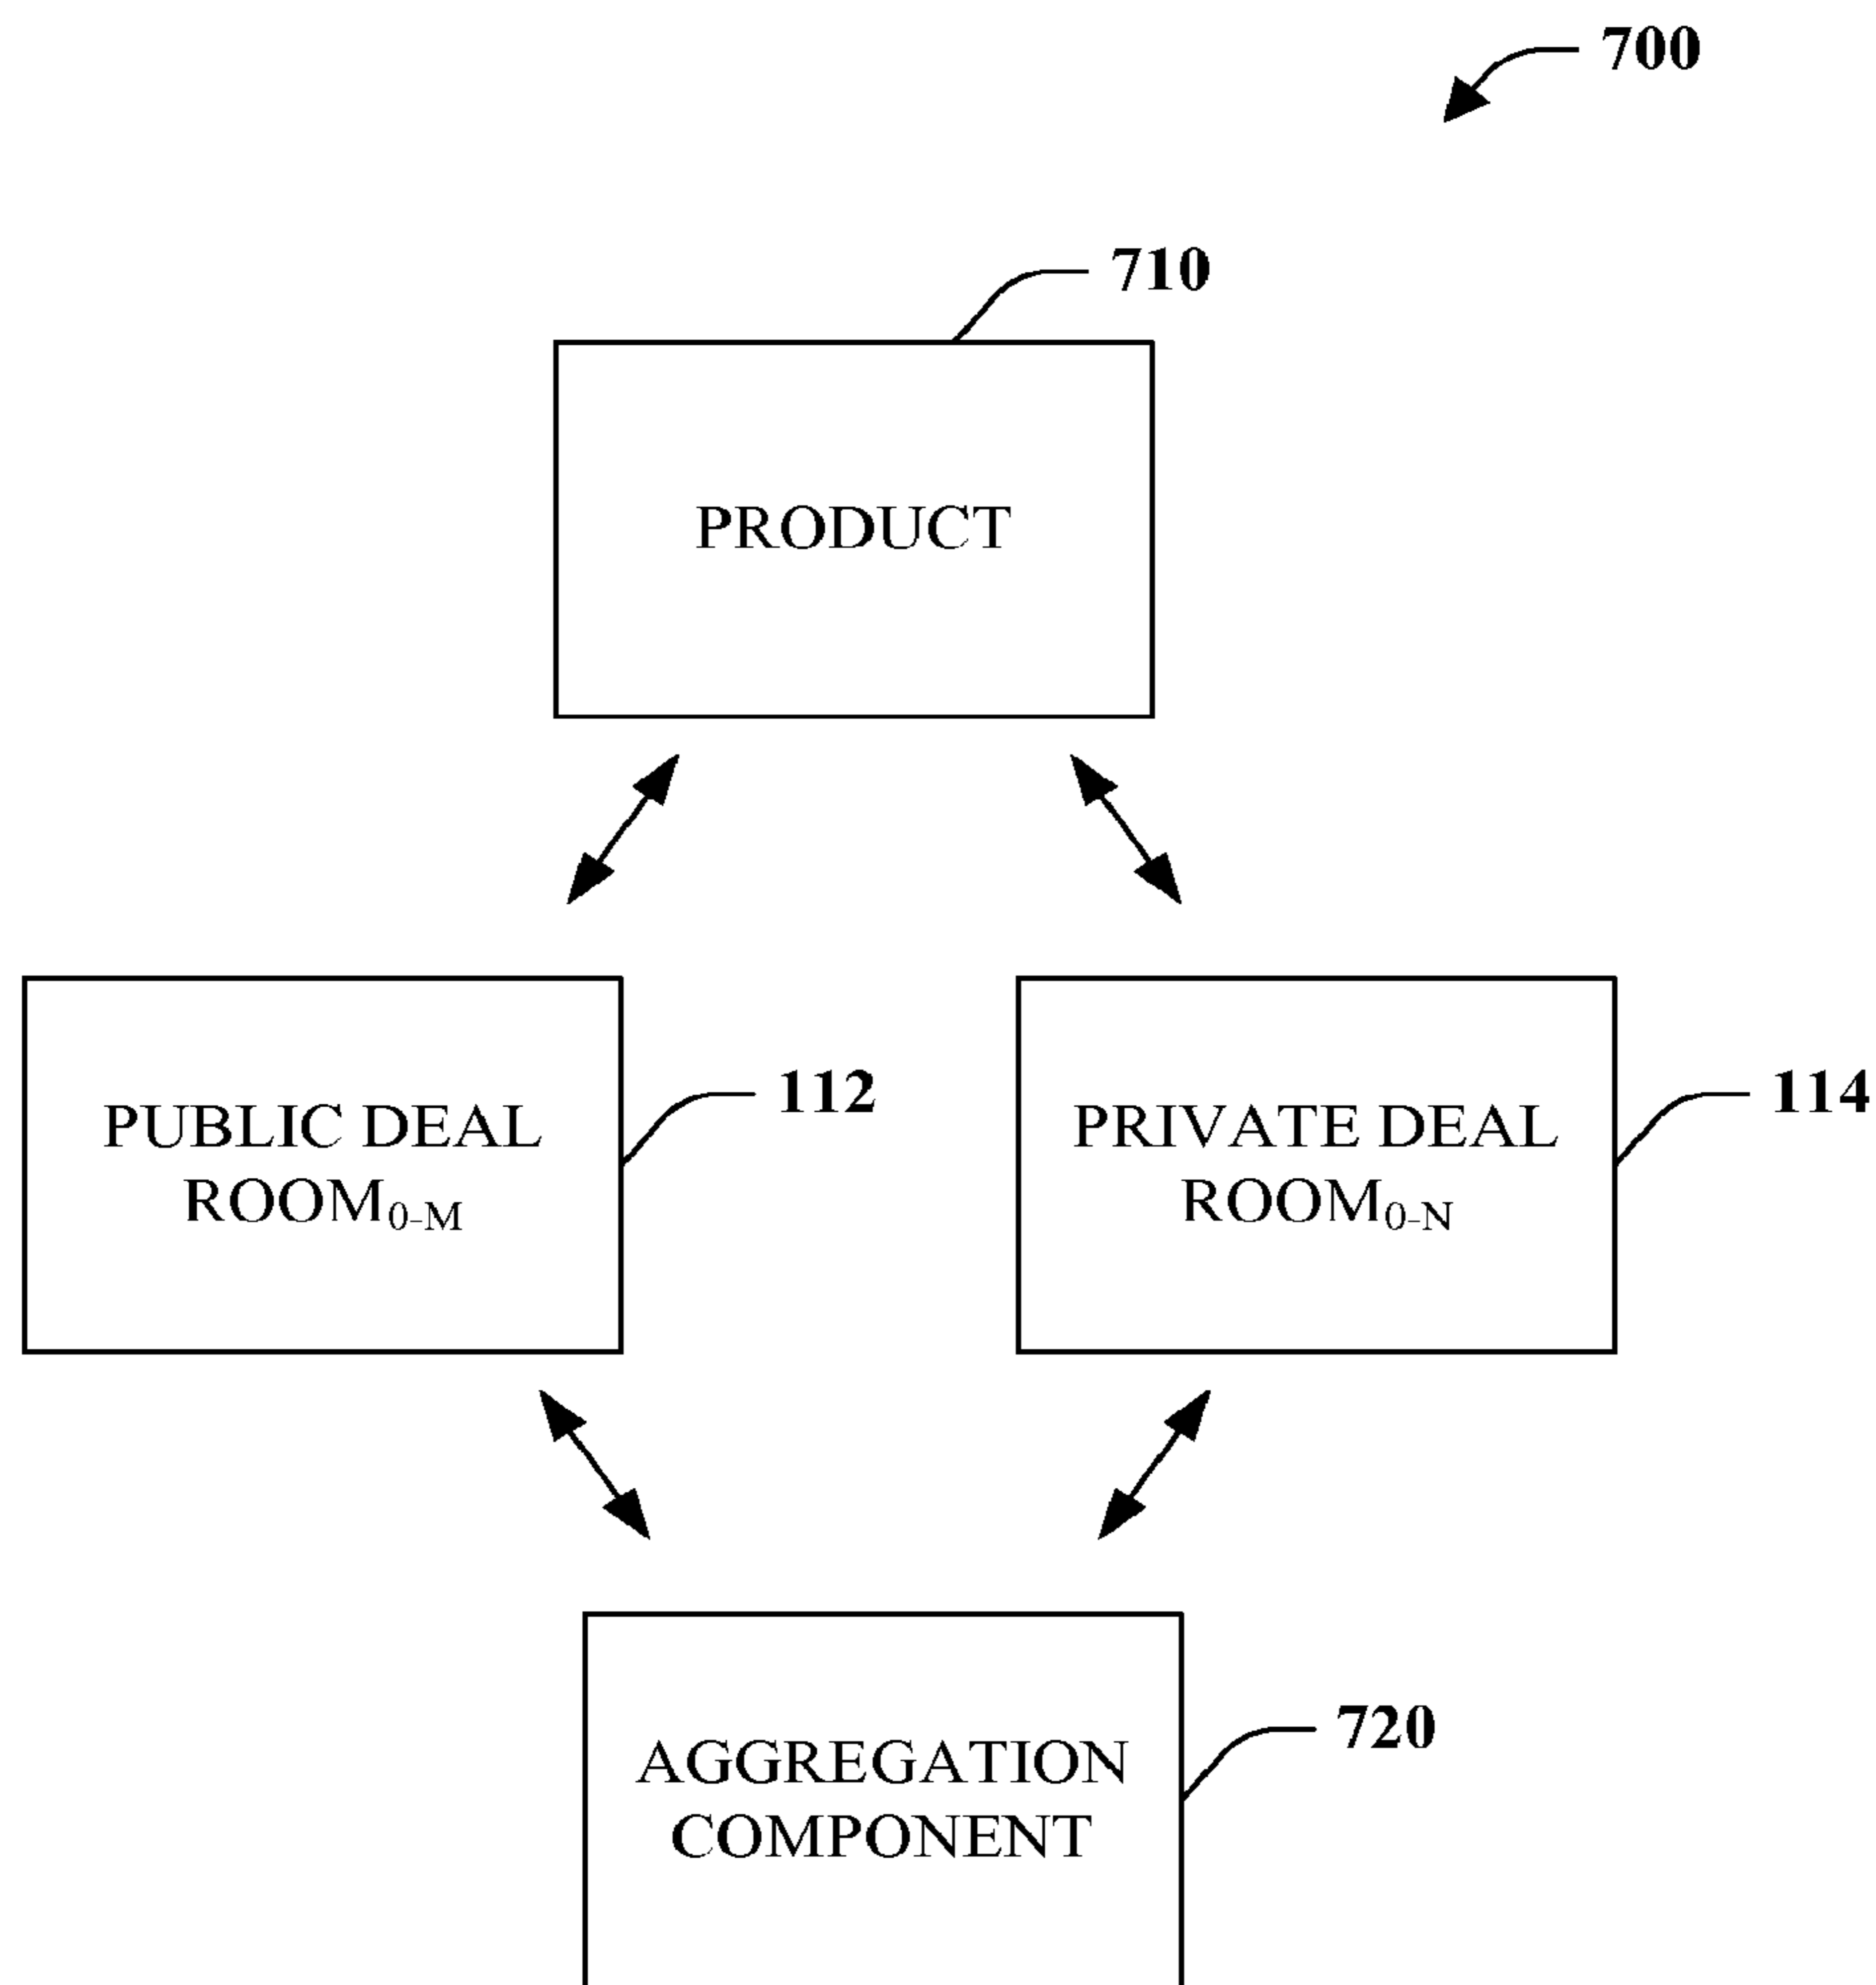 700
710
PRODUCT
PUBLIC DEAL
ROOM0-M
112
PRIVATE DEAL
ROOM0-N
114
AGGREGATION
COMPONENT
720